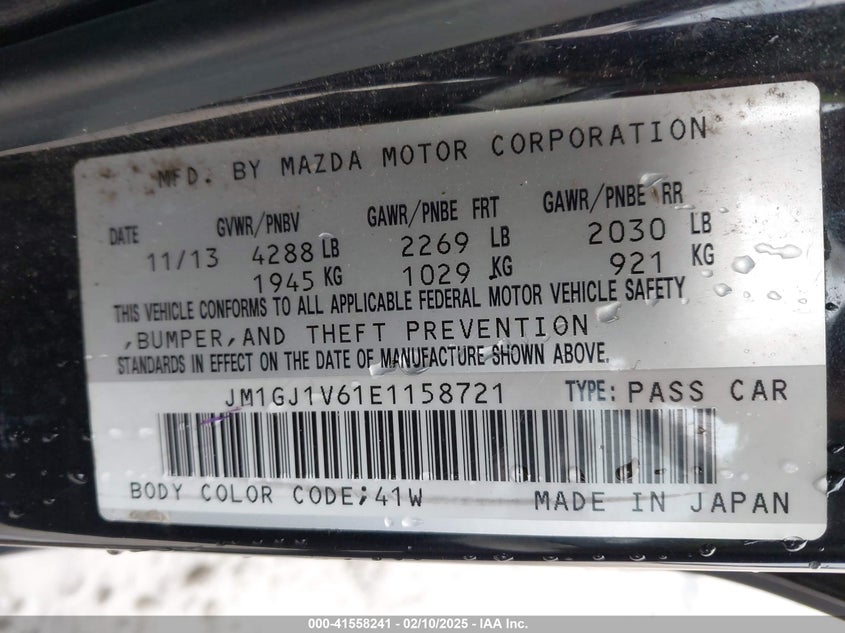 MFD. BY MAZDA MOTOR CORPORATION
DATE GVWR/PNBV GAWR/PNBE FRT GAWR/PNBE RR
11/13 4288 LB 2269 LB 2030 LB
1945 KG 1029 KG 921 KG
THIS VEHICLE CONFORMS TO ALL APPLICABLE FEDERAL MOTOR VEHICLE SAFETY
,BUMPER,AND THEFT PREVENTION
STANDARDS IN EFFECT ON THE DATE OF MANUFACTURE SHOWN ABOVE.
JM1GJ1V61E1158721 TYPE: PASS CAR
BODY COLOR CODE;41W MADE IN JAPAN
000-41558241 - 02/10/2025 - IAA Inc.